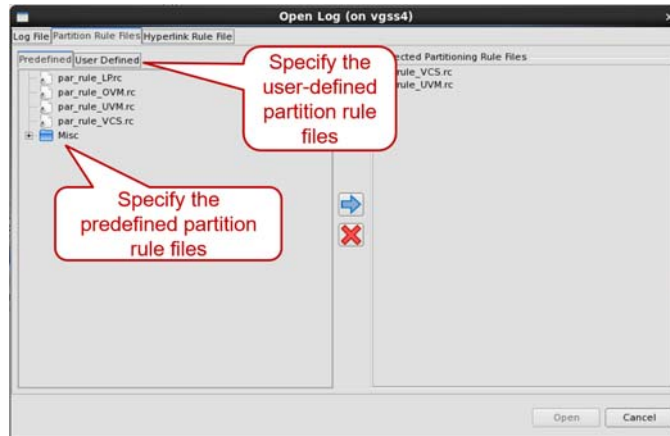 Open Log (on vgss4)
Log File Partition Rule Files Hyperlink Rule File
Predefined User Defined
par_rule_LP.rc
par_rule_OVM.rc
par_rule_UVM.rc
par_rule_VCS.rc
Misc
Specify the
user-defined
partition rule
files
Specify the
predefined partition
rule files
ected Partitioning Rule Files
rule_VCS.rc
rule_UVM.rc
Open Cancel